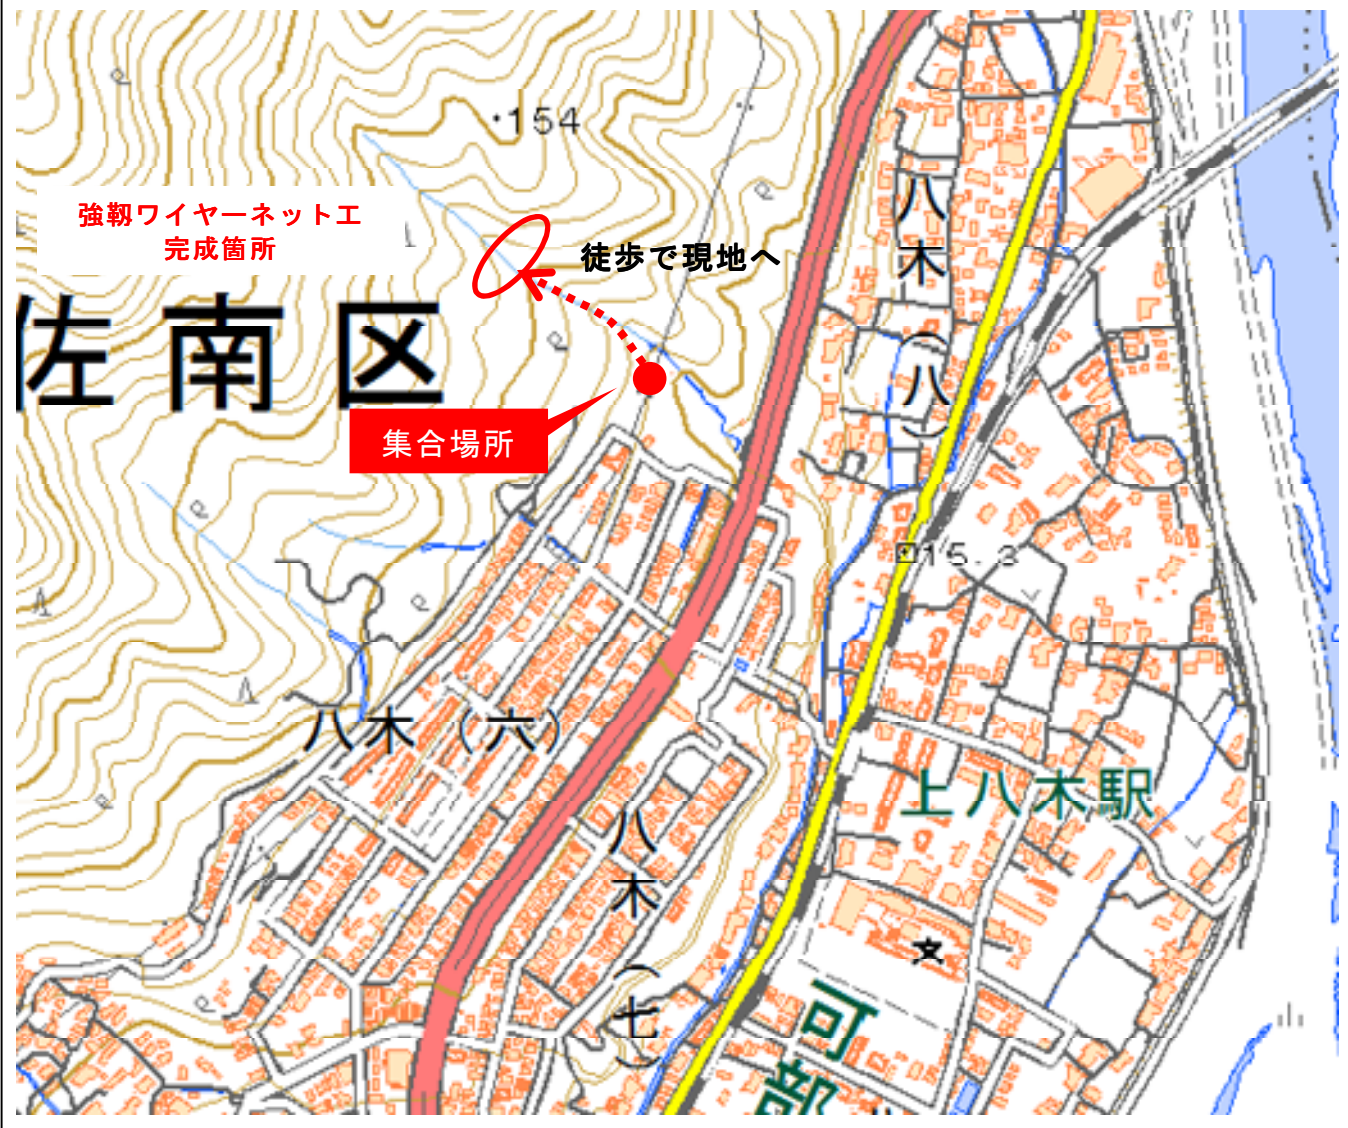 ・154
強靱ワイヤーネット工
完成箇所
徒歩で現地へ
佐南区
集合場所
八木（八）
15.3
八木（六）
上八木駅
八木（七）
可部